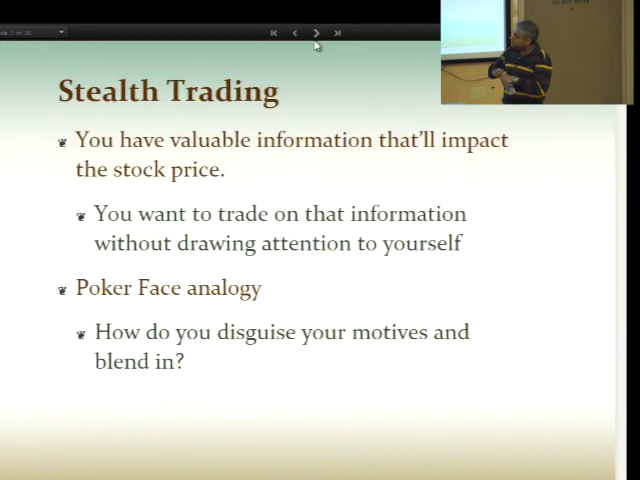 Stealth Trading
You have valuable information that'll impact
the stock price.
You want to trade on that information
without drawing attention to yourself
Poker Face analogy
How do you disguise your motives and
blend in?